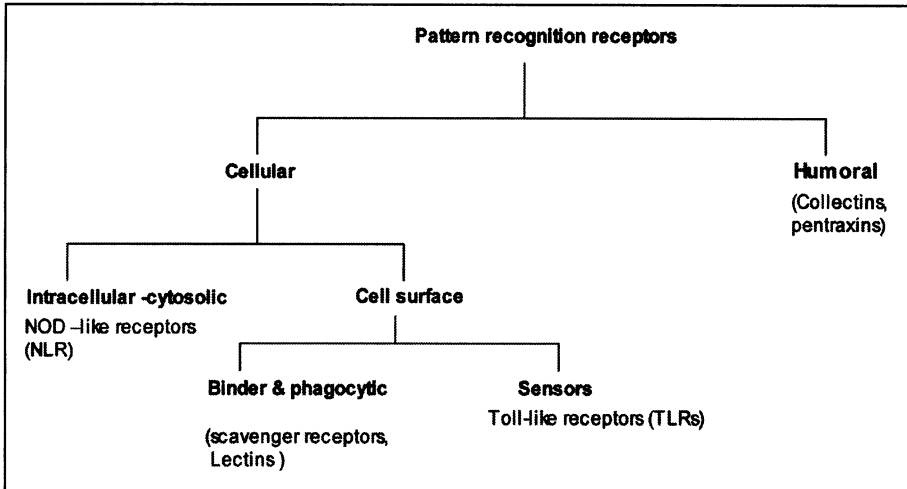 Pattern recognition receptors
Cellular
Humoral
(Collectins,
pentraxins)
Intracellular -cytosolic
NOD –like receptors
(NLR)
Cell surface
Binder & phagocytic
(scavenger receptors,
Lectins )
Sensors
Toll-like receptors (TLRs)